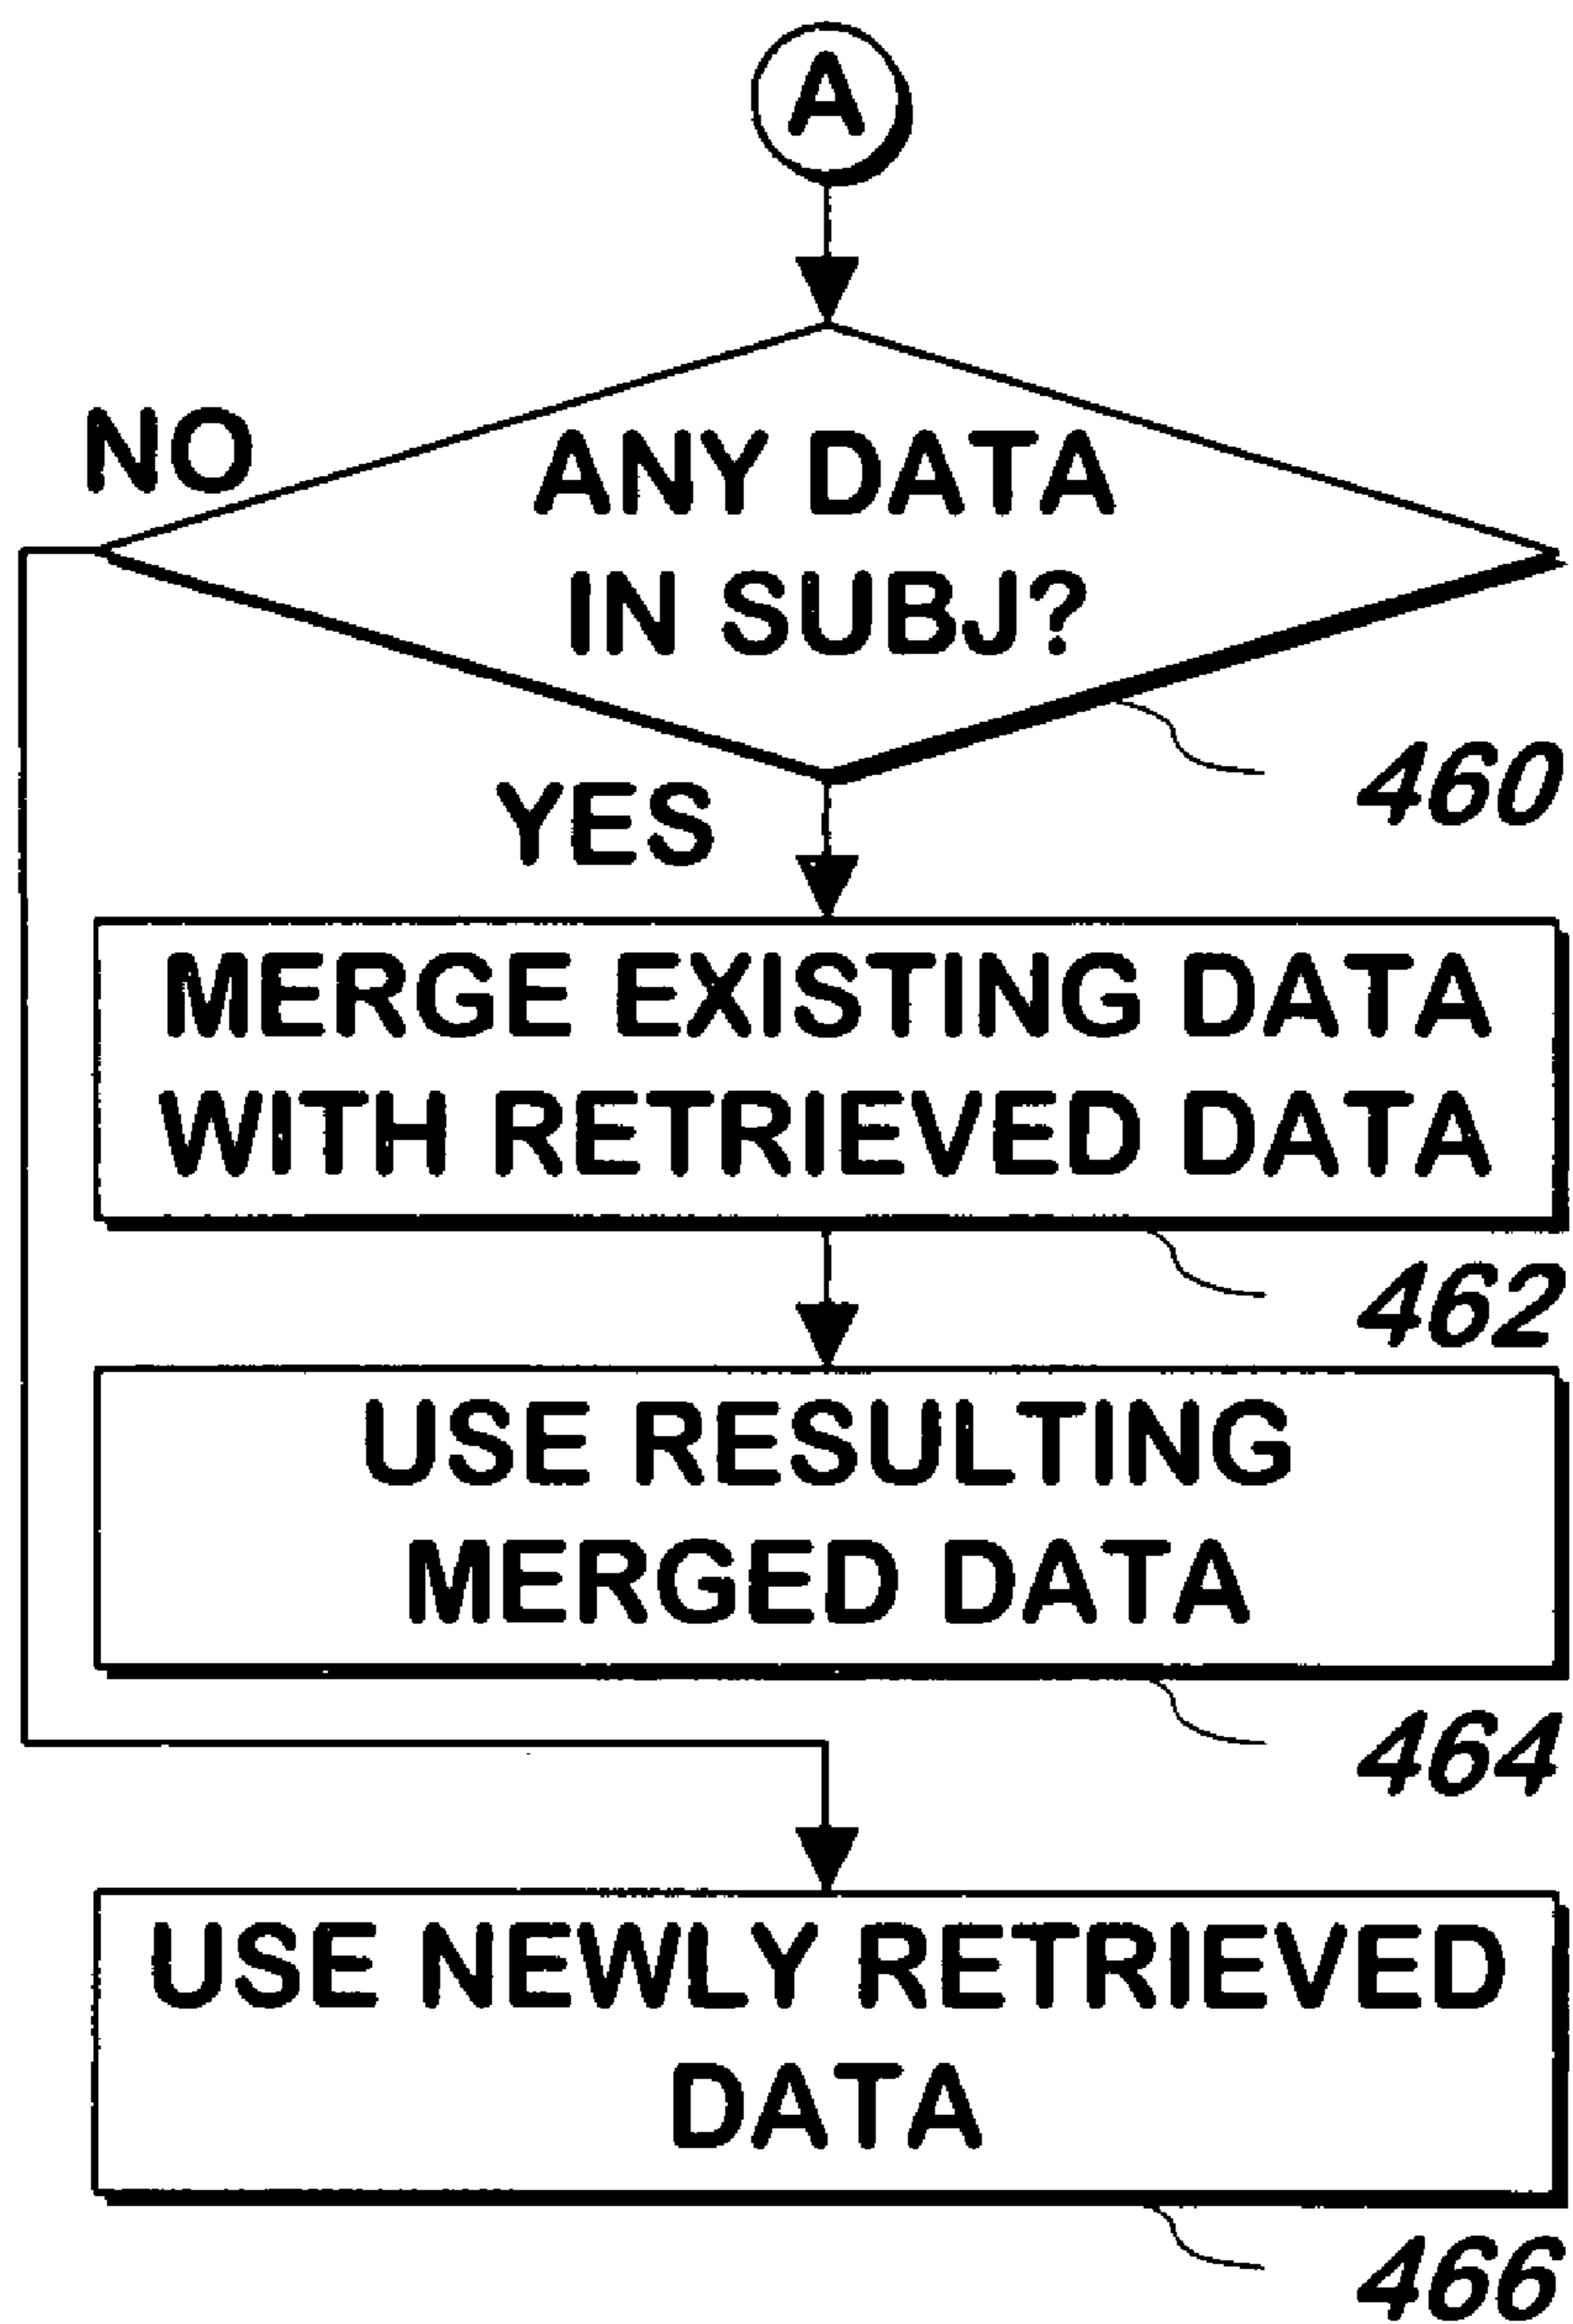 A
NO
ANY DATA
IN SUBJ?
460
YES
MERGE EXISTING DATA
WITH RETRIEVED DATA
462
USE RESULTING
MERGED DATA
464
USE NEWLY RETRIEVED
DATA
466